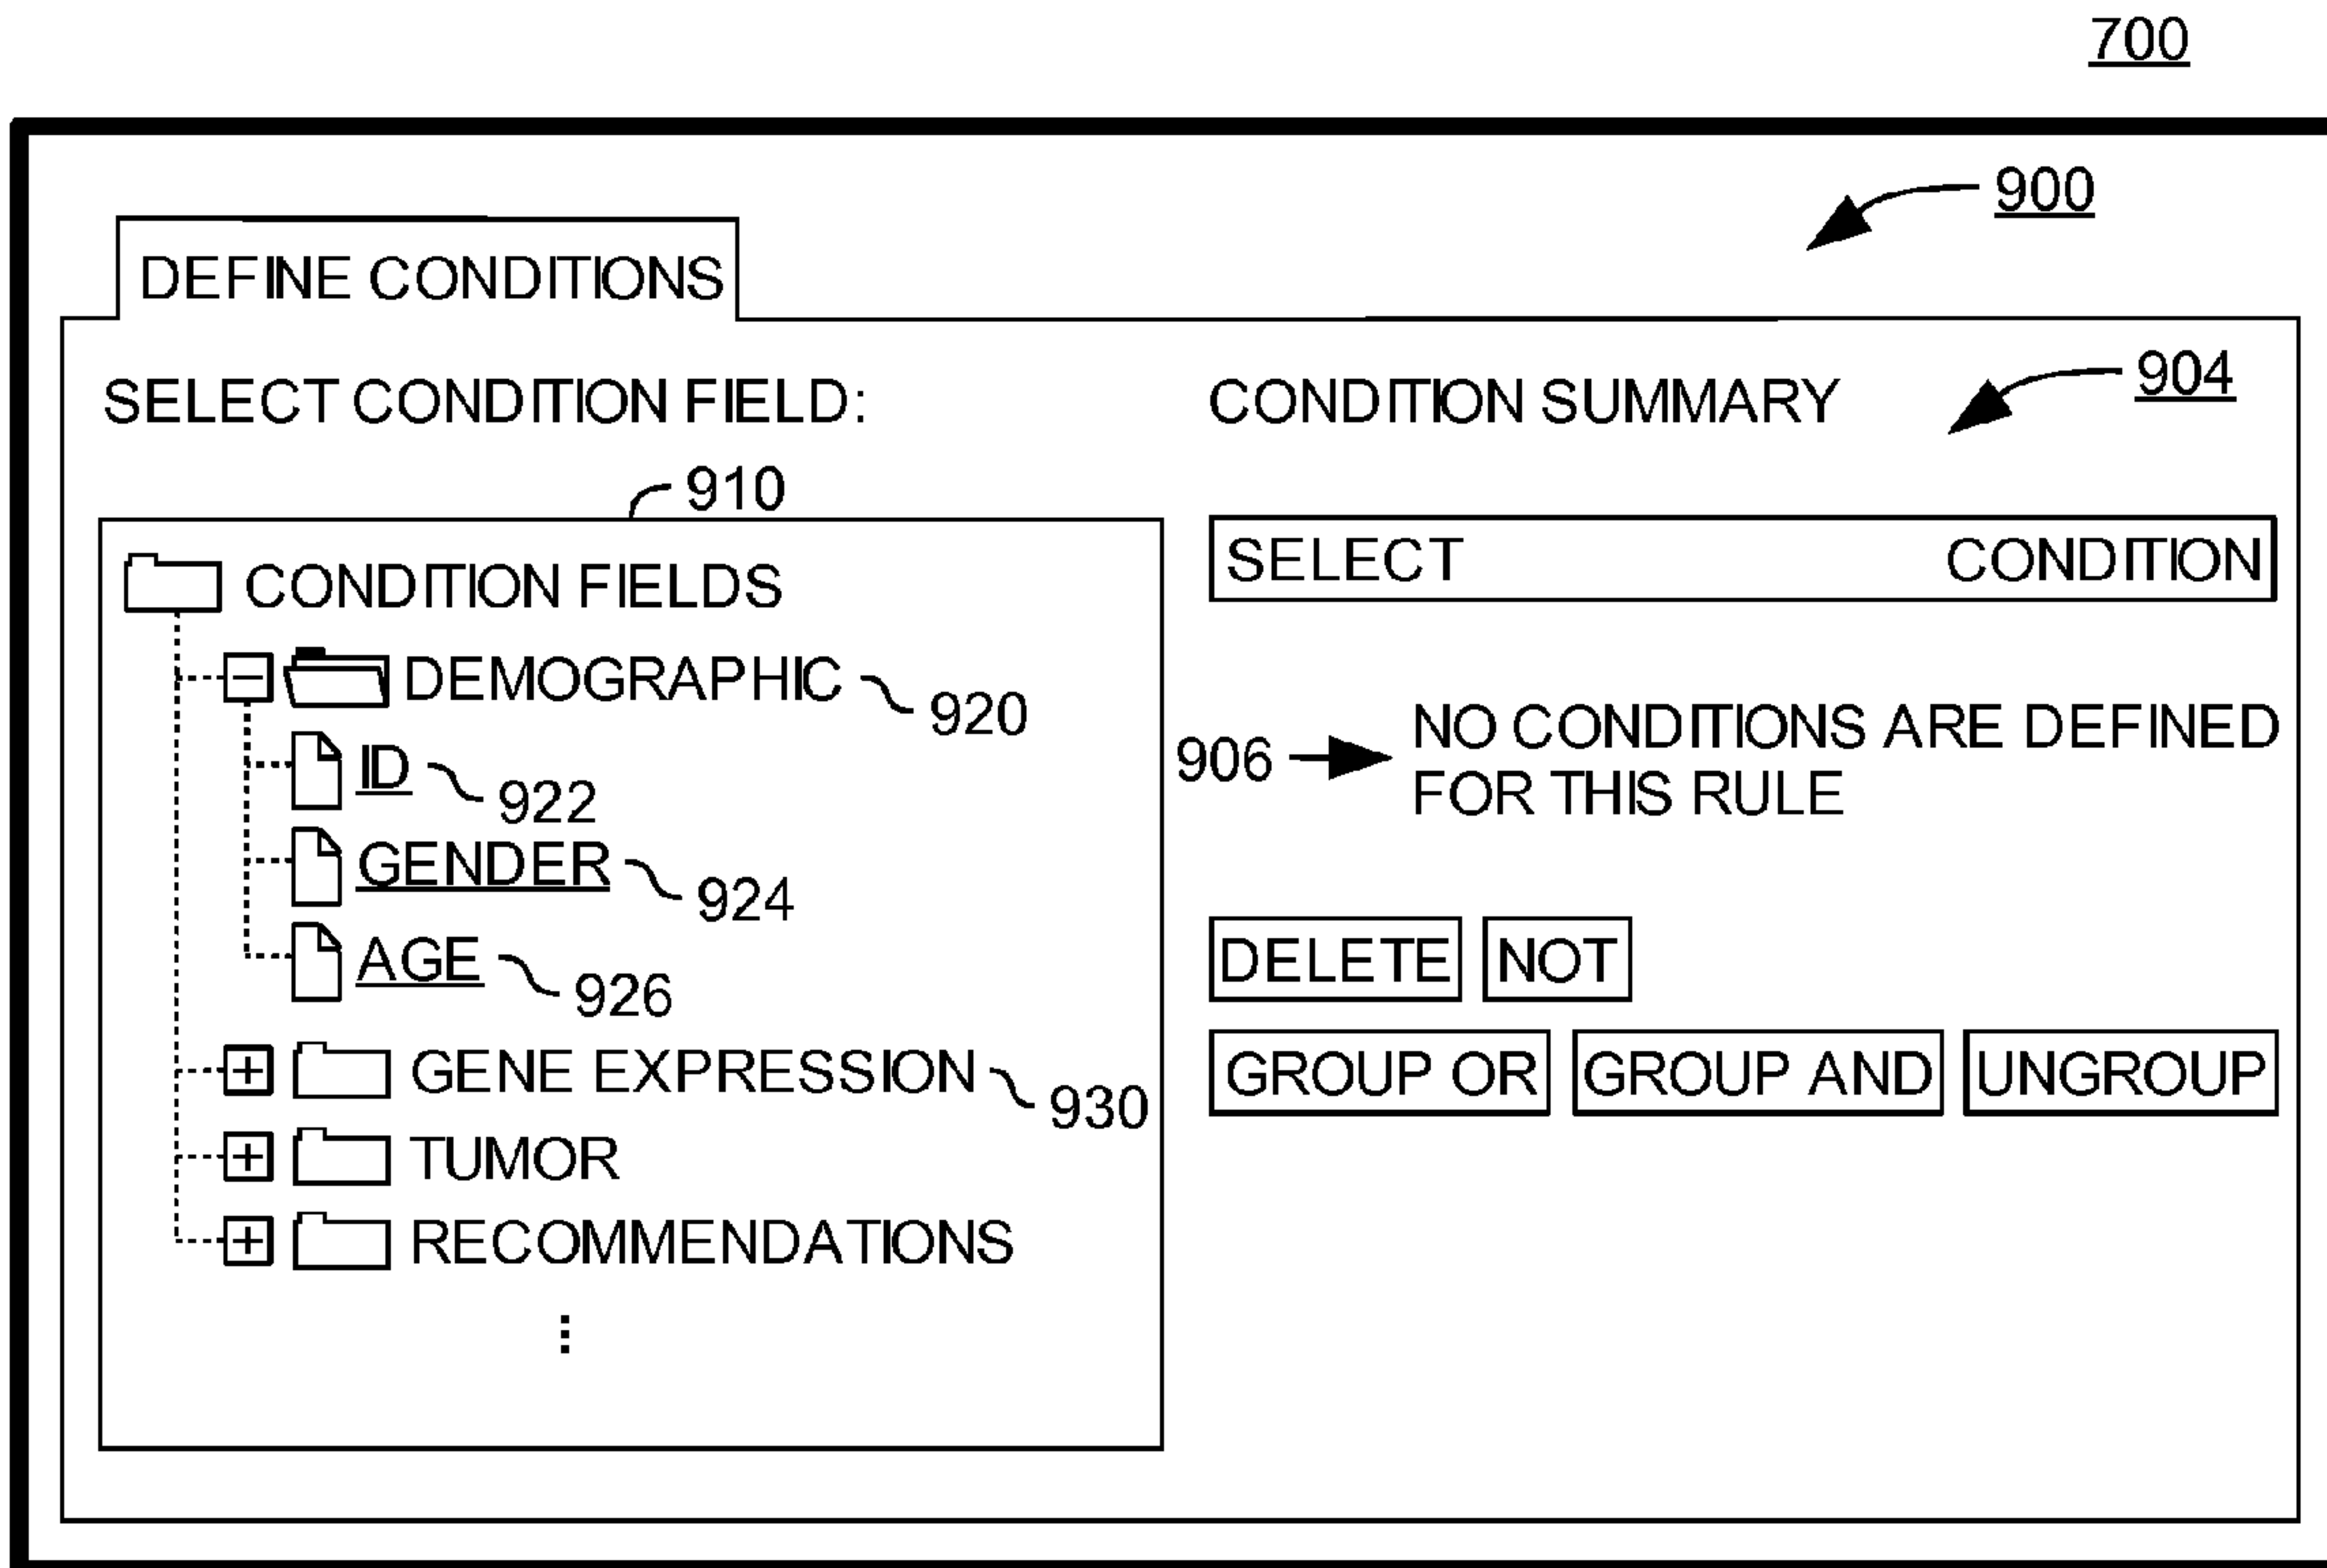 700
900
DEFINE CONDITIONS
SELECT CONDITION FIELD:
910
CONDITION FIELDS
DEMOGRAPHIC 920
ID 922
GENDER 924
AGE 926
GENE EXPRESSION 930
TUMOR
RECOMMENDATIONS
⋮
CONDITION SUMMARY 904
SELECT CONDITION
906 NO CONDITIONS ARE DEFINED
FOR THIS RULE
DELETE NOT
GROUP OR GROUP AND UNGROUP